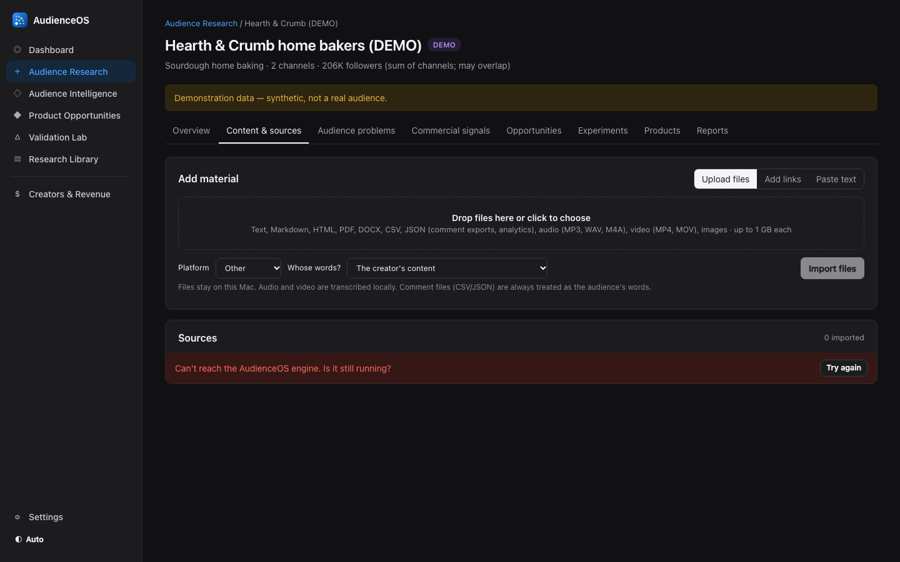 AudienceOS
Dashboard
Audience Research
Audience Intelligence
Product Opportunities
Validation Lab
Research Library
$ Creators & Revenue
Settings
Auto
Audience Research / Hearth & Crumb (DEMO)
Hearth & Crumb home bakers (DEMO) DEMO
Sourdough home baking · 2 channels · 206K followers (sum of channels; may overlap)
Demonstration data — synthetic, not a real audience.
Overview Content & sources Audience problems Commercial signals Opportunities Experiments Products Reports
Add material Upload files Add links Paste text
Drop files here or click to choose
Text, Markdown, HTML, PDF, DOCX, CSV, JSON (comment exports, analytics), audio (MP3, WAV, M4A), video (MP4, MOV), images · up to 1 GB each
Platform Other Whose words? The creator's content Import files
Files stay on this Mac. Audio and video are transcribed locally. Comment files (CSV/JSON) are always treated as the audience's words.
Sources 0 imported
Can't reach the AudienceOS engine. Is it still running? Try again